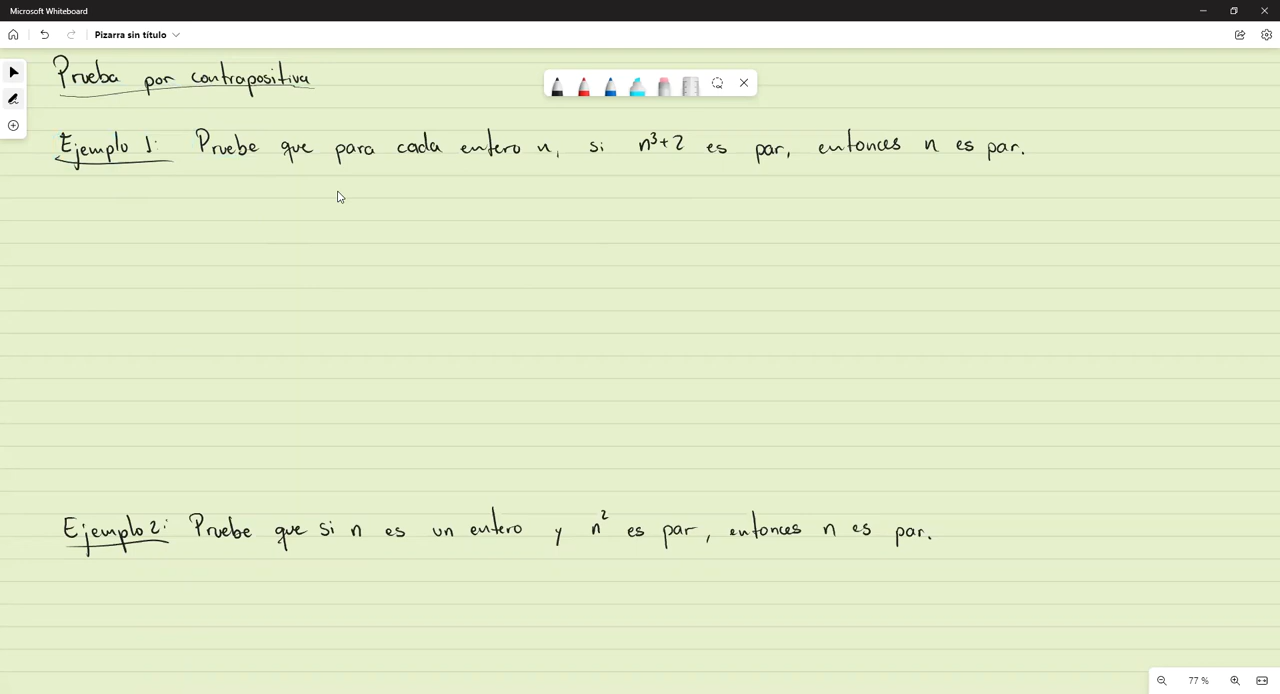 Microsoft Whiteboard
Pizarra sin título
Prueba por contrapositiva
Ejemplo 1: Pruebe que para cada entero n, si n³+2 es par, entonces n es par.
Ejemplo 2: Pruebe que si n es un entero y n² es par, entonces n es par.
77 %